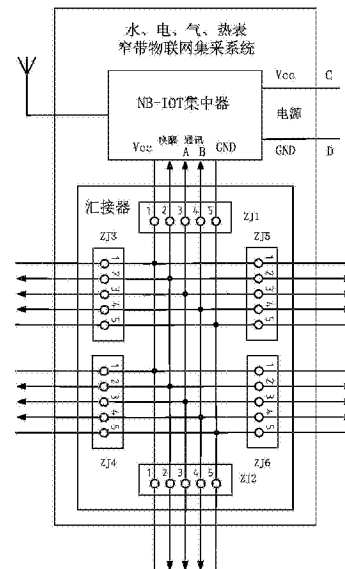 水、电、气、热表
窄带物联网集采系统
NB-IOT集中器
Vcc C
电源
GND D
唤醒 通讯
Vcc A B GND
汇接器
1 2 3 4 5
ZJ1
ZJ3 ZJ5
1 1
2 2
3 3
4 4
5 5
1 1
2 2
3 3
4 4
5 5
ZJ4 ZJ6
1 2 3 4 5
ZJ2